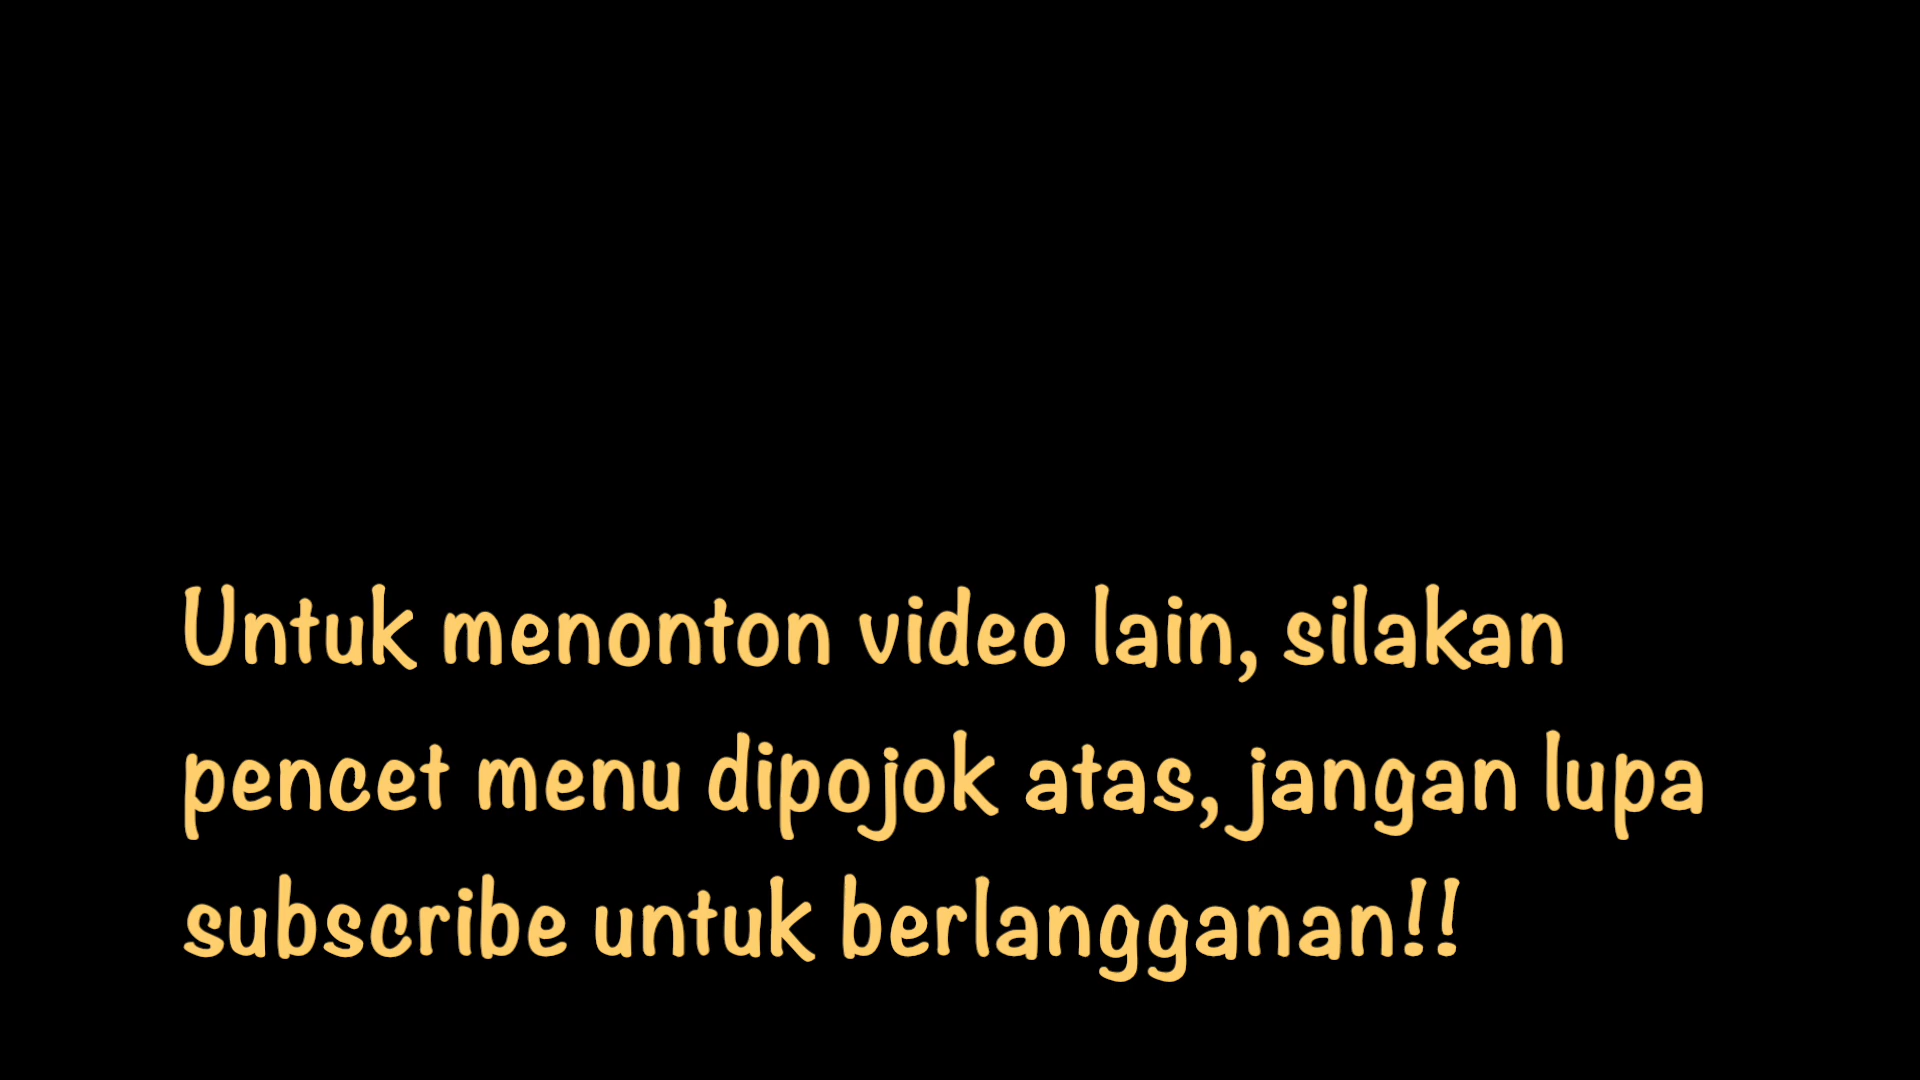 Untuk menonton video lain, silakan
pencet menu dipojok atas, jangan lupa
subscribe untuk berlangganan!!